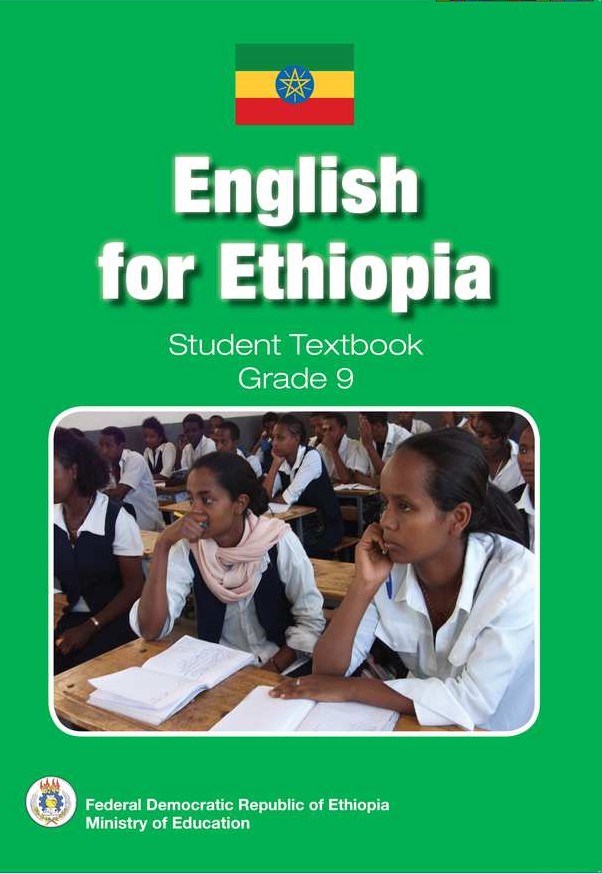 English
for Ethiopia
Student Textbook
Grade 9
Federal Democratic Republic of Ethiopia
Ministry of Education